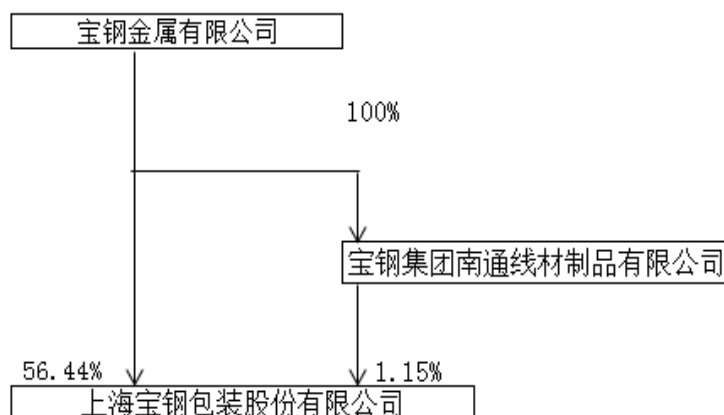 宝钢金属有限公司
100%
宝钢集团南通线材制品有限公司
56.44%
1.15%
上海宝钢包装股份有限公司